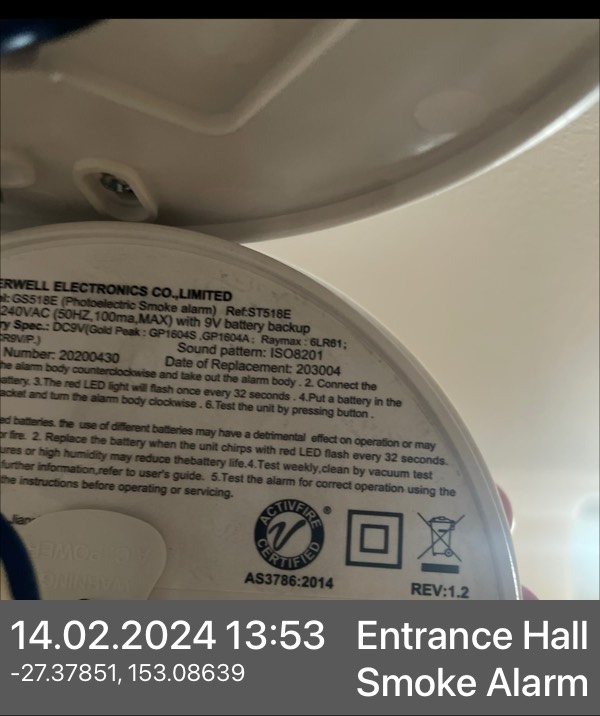 ERWELL ELECTRONICS CO.,LIMITED
el: GS518E (Photoelectric Smoke alarm) Ref:ST518E
240VAC (50HZ,100ma,MAX) with 9V battery backup
ry Spec.: DC9V(Gold Peak : GP1604S ,GP1604A ; Raymax : 6LR61;
CR9V/P.) Sound pattern: ISO8201
Number: 20200430 Date of Replacement: 203004
he alarm body counterclockwise and take out the alarm body . 2. Connect the
attery. 3.The red LED light will flash once every 32 seconds . 4.Put a battery in the
acket and turn the alarm body clockwise . 6.Test the unit by pressing button .
ed batteries. the use of different batteries may have a detrimental effect on operation or may
or fire. 2. Replace the battery when the unit chirps with red LED flash every 32 seconds.
ures or high humidity may reduce thebattery life.4.Test weekly,clean by vacuum test
further information,refer to user's guide. 5.Test the alarm for correct operation using the
the instructions before operating or servicing.
ACTIVFIRE ®
CERTIFIED
AS3786:2014
REV:1.2
14.02.2024 13:53 Entrance Hall
-27.37851, 153.08639 Smoke Alarm